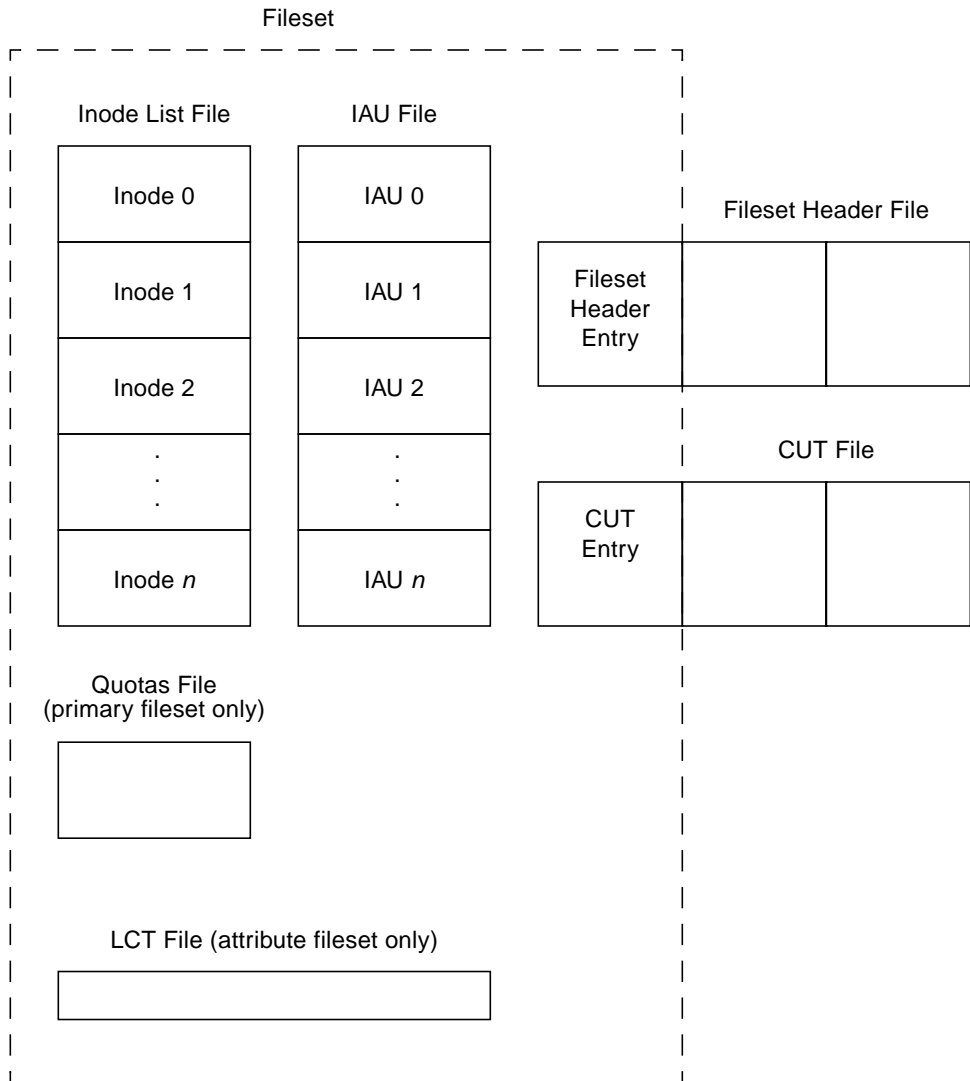 Fileset
Inode List File
IAU File
Inode 0
IAU 0
Fileset Header File
Inode 1
IAU 1
Fileset
Header
Entry
Inode 2
IAU 2
CUT File
.
.
.
.
.
.
CUT
Entry
Inode n
IAU n
Quotas File
(primary fileset only)
LCT File (attribute fileset only)